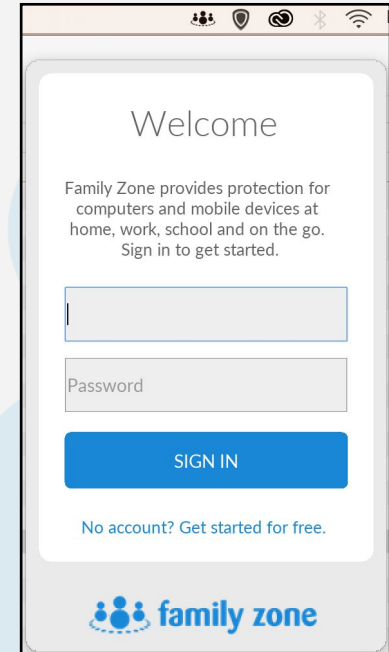 Welcome
Family Zone provides protection for
computers and mobile devices at
home, work, school and on the go.
Sign in to get started.
Password
SIGN IN
No account? Get started for free.
family zone